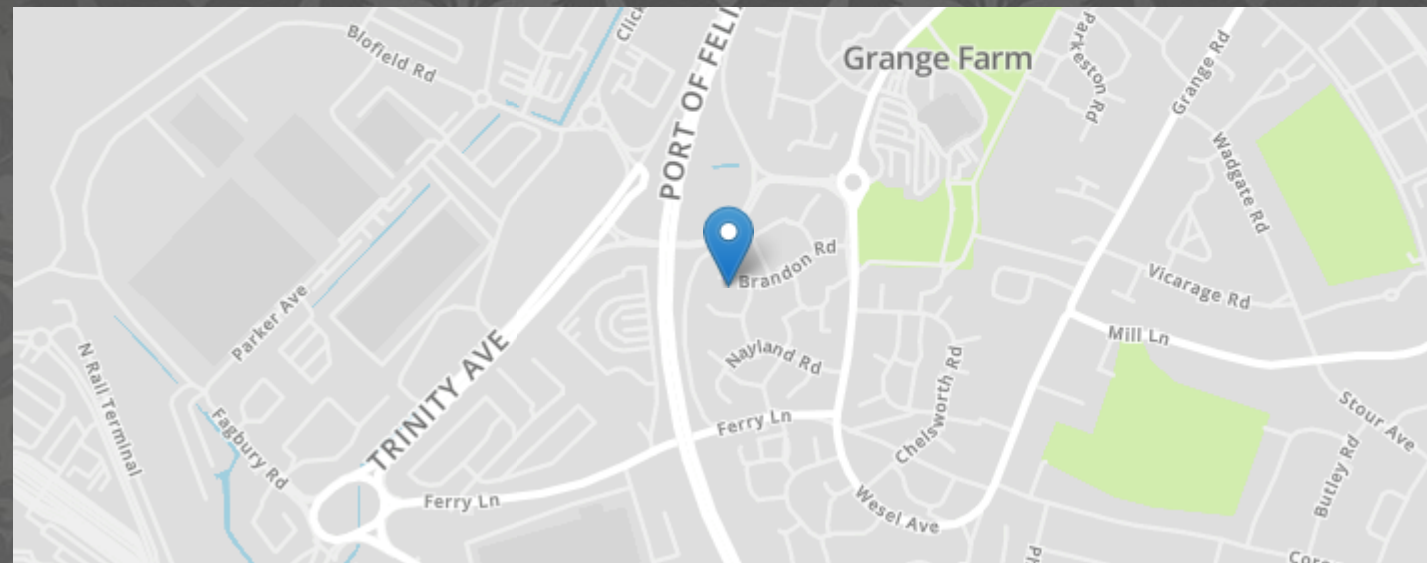 Blofield Rd
Click
PORT OF FELI
Grange Farm
Parkeston Rd
Grange Rd
Wadgate Rd
Brandon Rd
Vicarage Rd
Parker Ave
Mill Ln
N Rail Terminal
TRINITY AVE
Nayland Rd
Chelsworth Rd
Stour Ave
Fagbury Rd
Ferry Ln
Butley Rd
Ferry Ln
Wesel Ave